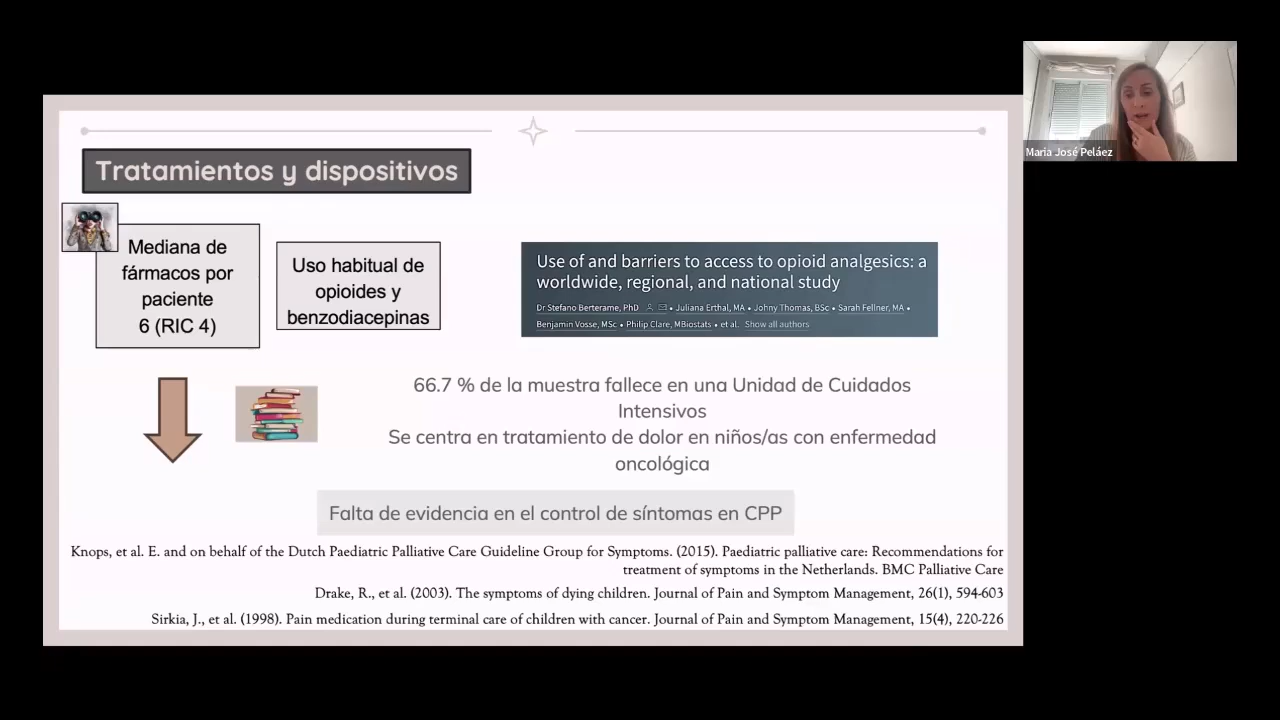 Tratamientos y dispositivos
Mediana de
fármacos por
paciente
6 (RIC 4)
Uso habitual de
opioides y
benzodiacepinas
Use of and barriers to access to opioid analgesics: a
worldwide, regional, and national study
Dr Stefano Berterame, PhD • Juliana Erthal, MA • Johny Thomas, BSc • Sarah Fellner, MA •
Benjamin Vosse, MSc • Philip Clare, MBiostats • et al. Show all authors
66.7 % de la muestra fallece en una Unidad de Cuidados
Intensivos
Se centra en tratamiento de dolor en niños/as con enfermedad
oncológica
Falta de evidencia en el control de síntomas en CPP
Knops, et al. E. and on behalf of the Dutch Paediatric Palliative Care Guideline Group for Symptoms. (2015). Paediatric palliative care: Recommendations for
treatment of symptoms in the Netherlands. BMC Palliative Care
Drake, R., et al. (2003). The symptoms of dying children. Journal of Pain and Symptom Management, 26(1), 594-603
Sirkia, J., et al. (1998). Pain medication during terminal care of children with cancer. Journal of Pain and Symptom Management, 15(4), 220-226
Maria José Peláez